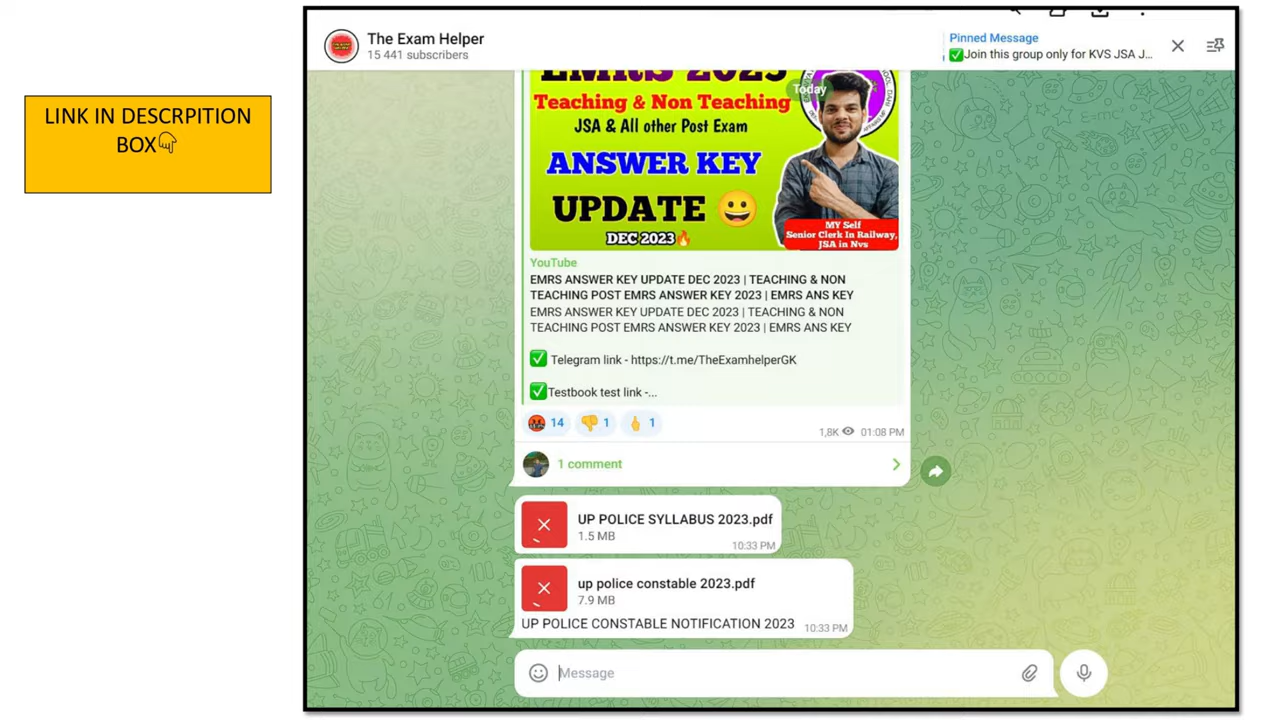 LINK IN DESCRPITION
BOX
The Exam Helper
15 441 subscribers
Pinned Message
✅Join this group only for KVS JSA J...
EMRS 2023
Today
Teaching & Non Teaching
JSA & All other Post Exam
ANSWER KEY
UPDATE
DEC 2023
MY Self
Senior Clerk In Railway,
JSA in Nvs
YouTube
EMRS ANSWER KEY UPDATE DEC 2023 | TEACHING & NON
TEACHING POST EMRS ANSWER KEY 2023 | EMRS ANS KEY
EMRS ANSWER KEY UPDATE DEC 2023 | TEACHING & NON
TEACHING POST EMRS ANSWER KEY 2023 | EMRS ANS KEY
✅ Telegram link - https://t.me/TheExamhelperGK
✅Testbook test link -...
14 1 1
1,8K 01:08 PM
1 comment
UP POLICE SYLLABUS 2023.pdf
1.5 MB
10:33 PM
up police constable 2023.pdf
7.9 MB
UP POLICE CONSTABLE NOTIFICATION 2023 10:33 PM
Message